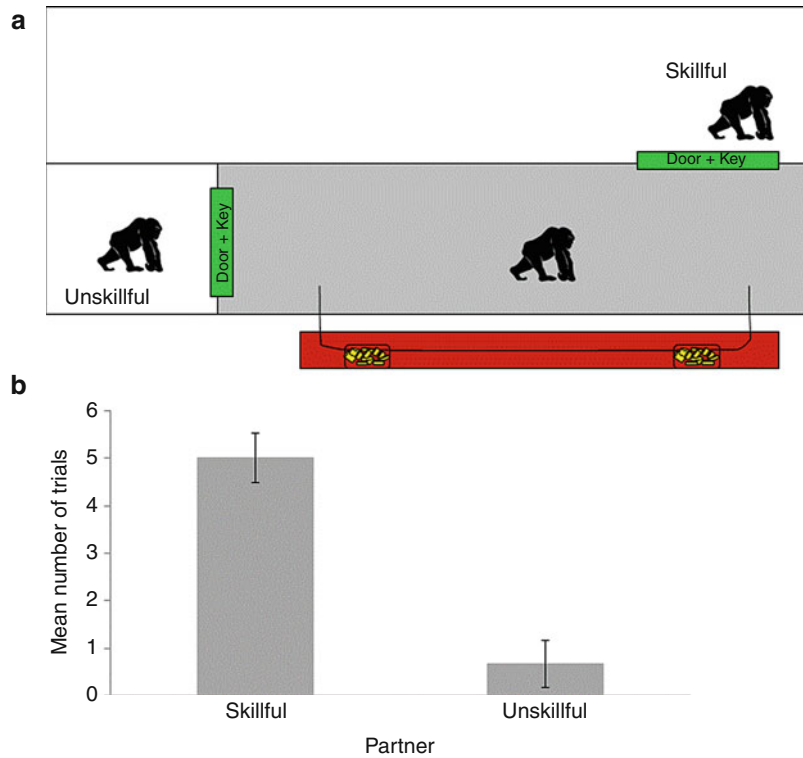 a
Skillful
Door + Key
Door + Key
Unskillful
b
6
5
4
3
2
1
0
Mean number of trials
Skillful Unskillful
Partner